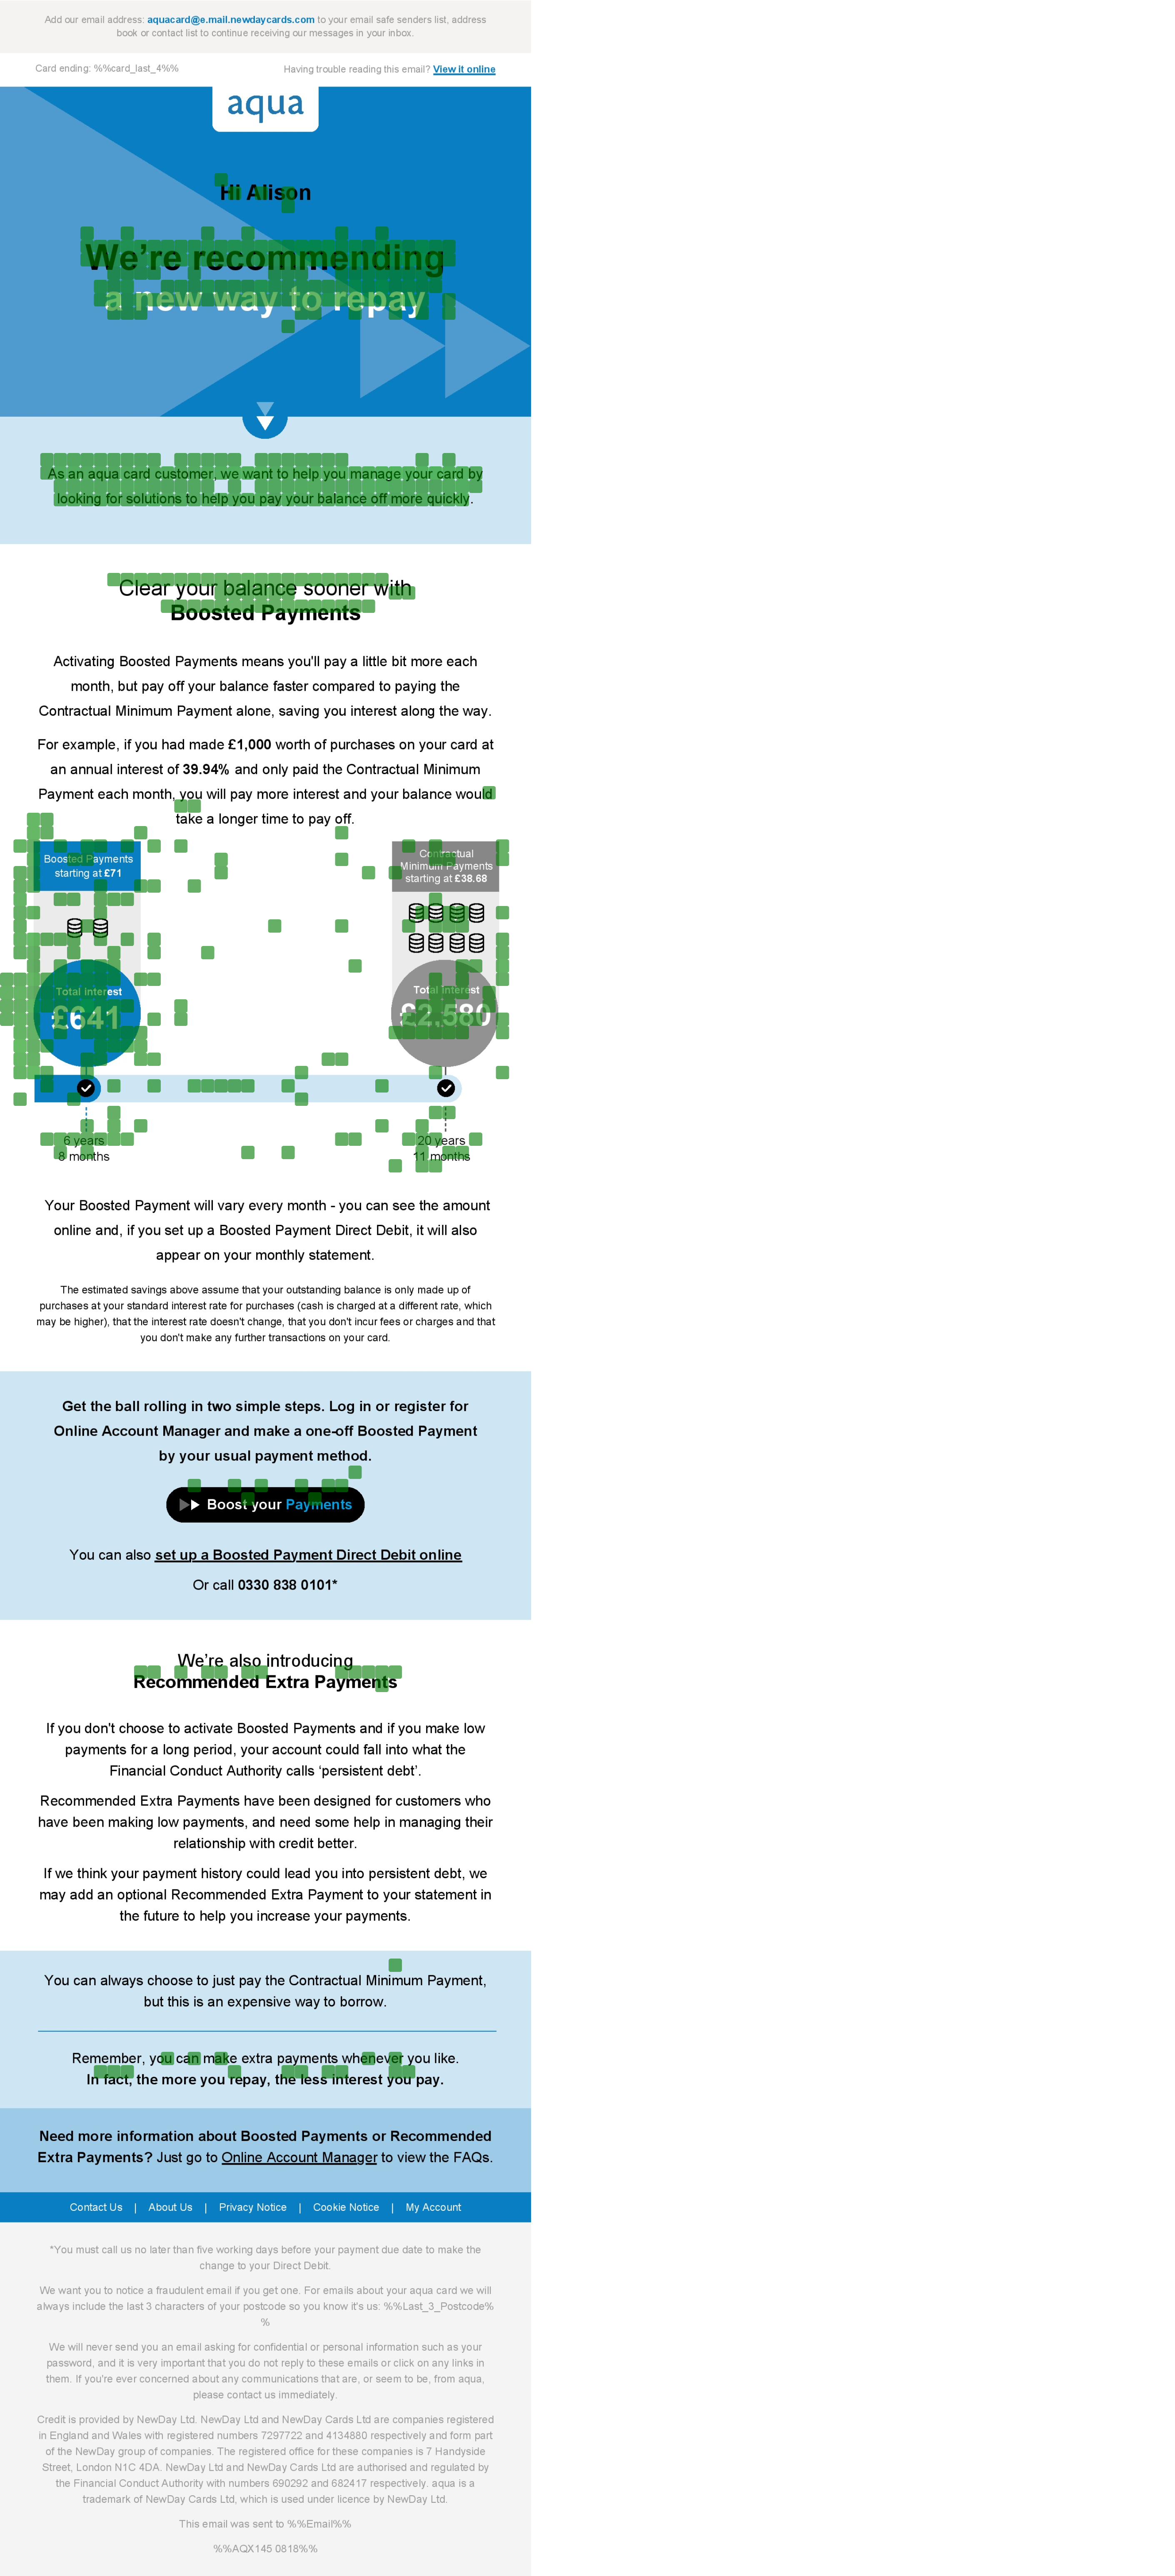 Add our email address: aquacard@e.mail.newdaycards.com to your email safe senders list, address
book or contact list to continue receiving our messages in your inbox.
Card ending: %%card_last_4%%
Having trouble reading this email? View it online
aqua
Hi Alison
We're recommending
a new way to repay
As an aqua card customer, we want to help you manage your card by
looking for solutions to help you pay your balance off more quickly.
Clear your balance sooner with
Boosted Payments
Activating Boosted Payments means you'll pay a little bit more each
month, but pay off your balance faster compared to paying the
Contractual Minimum Payment alone, saving you interest along the way.
For example, if you had made £1,000 worth of purchases on your card at
an annual interest of 39.94% and only paid the Contractual Minimum
Payment each month, you will pay more interest and your balance would
take a longer time to pay off.
Boosted Payments
starting at £71
Total interest
£641
6 years
8 months
Contractual
Minimum Payments
starting at £38.68
Total interest
£2,580
20 years
11 months
Your Boosted Payment will vary every month - you can see the amount
online and, if you set up a Boosted Payment Direct Debit, it will also
appear on your monthly statement.
The estimated savings above assume that your outstanding balance is only made up of
purchases at your standard interest rate for purchases (cash is charged at a different rate, which
may be higher), that the interest rate doesn't change, that you don't incur fees or charges and that
you don't make any further transactions on your card.
Get the ball rolling in two simple steps. Log in or register for
Online Account Manager and make a one-off Boosted Payment
by your usual payment method.
Boost your Payments
You can also set up a Boosted Payment Direct Debit online
Or call 0330 838 0101*
We're also introducing
Recommended Extra Payments
If you don't choose to activate Boosted Payments and if you make low
payments for a long period, your account could fall into what the
Financial Conduct Authority calls 'persistent debt'.
Recommended Extra Payments have been designed for customers who
have been making low payments, and need some help in managing their
relationship with credit better.
If we think your payment history could lead you into persistent debt, we
may add an optional Recommended Extra Payment to your statement in
the future to help you increase your payments.
You can always choose to just pay the Contractual Minimum Payment,
but this is an expensive way to borrow.
Remember, you can make extra payments whenever you like.
In fact, the more you repay, the less interest you pay.
Need more information about Boosted Payments or Recommended
Extra Payments? Just go to Online Account Manager to view the FAQs.
Contact Us | About Us | Privacy Notice | Cookie Notice | My Account
*You must call us no later than five working days before your payment due date to make the
change to your Direct Debit.
We want you to notice a fraudulent email if you get one. For emails about your aqua card we will
always include the last 3 characters of your postcode so you know it's us: %%Last_3_Postcode%
%
We will never send you an email asking for confidential or personal information such as your
password, and it is very important that you do not reply to these emails or click on any links in
them. If you're ever concerned about any communications that are, or seem to be, from aqua,
please contact us immediately.
Credit is provided by NewDay Ltd. NewDay Ltd and NewDay Cards Ltd are companies registered
in England and Wales with registered numbers 7297722 and 4134880 respectively and form part
of the NewDay group of companies. The registered office for these companies is 7 Handyside
Street, London N1C 4DA. NewDay Ltd and NewDay Cards Ltd are authorised and regulated by
the Financial Conduct Authority with numbers 690292 and 682417 respectively. aqua is a
trademark of NewDay Cards Ltd, which is used under licence by NewDay Ltd.
This email was sent to %%Email%%
%%AQX145 0818%%